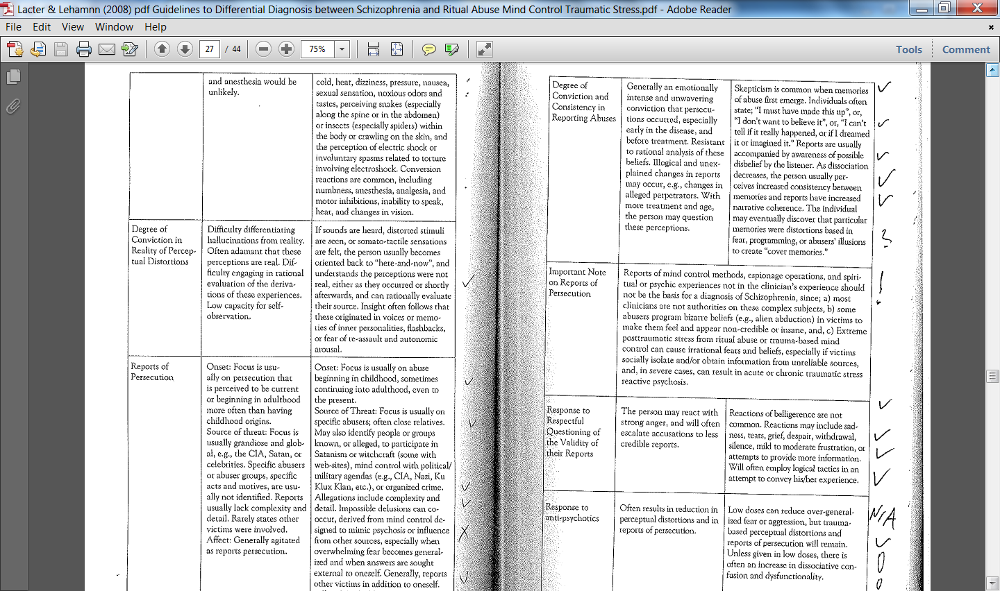 Lacter & Lehamnn (2008) pdf Guidelines to Differential Diagnosis between Schizophrenia and Ritual Abuse Mind Control Traumatic Stress.pdf - Adobe Reader
File Edit View Window Help
27 / 44 75% Tools Comment
and anesthesia would be
unlikely.
cold, heat, dizziness, pressure, nausea,
sexual sensation, noxious odors and
tastes, perceiving snakes (especially
along the spine or in the abdomen)
or insects (especially spiders) within
the body or crawling on the skin, and
the perception of electric shock or
involuntary spasms related to torture
involving electroshock. Conversion
reactions are common, including
numbness, anesthesia, analgesia, and
motor inhibitions, inability to speak,
hear, and changes in vision.
Degree of
Conviction in
Reality of Percep-
tual Distortions
Difficulty differentiating
hallucinations from reality.
Often adamant that these
perceptions are real. Dif-
ficulty engaging in rational
evaluation of the deriva-
tions of these experiences.
Low capacity for self-
observation.
If sounds are heard, distorted stimuli
are seen, or somato-tactile sensations
are felt, the person usually becomes
oriented back to "here-and-now", and
understands the perceptions were not
real, either as they occurred or shortly
afterwards, and can rationally evaluate
their source. Insight often follows that
these originated in voices or memo-
ries of inner personalities, flashbacks,
or fear of re-assault and autonomic
arousal.
Reports of
Persecution
Onset: Focus is usu-
ally on persecution that
is perceived to be current
or beginning in adulthood
more often than having
childhood origins.
Source of threat: Focus is
usually grandiose and glob-
al, e.g., the CIA, Satan, or
celebrities. Specific abusers
or abuser groups, specific
acts and motives, are usu-
ally not identified. Reports
usually lack complexity and
detail. Rarely states other
victims were involved.
Affect: Generally agitated
as reports persecution.
Onset: Focus is usually on abuse
beginning in childhood, sometimes
continuing into adulthood, even to
the present.
Source of Threat: Focus is usually on
specific abusers; often close relatives.
May also identify people or groups
known, or alleged, to participate in
Satanism or witchcraft (some with
web-sites), mind control with political/
military agendas (e.g., CIA, Nazi, Ku
Klux Klan, etc.), or organized crime.
Allegations include complexity and
detail. Impossible delusions can co-
occur, derived from mind control de-
signed to mimic psychosis or influence
from other sources, especially when
overwhelming fear becomes general-
ized and when answers are sought
external to oneself. Generally, reports
other victims in addition to oneself.
Degree of
Conviction and
Consistency in
Reporting Abuses
Generally an emotionally
intense and unwavering
conviction that persecu-
tions occurred, especially
early in the disease, and
before treatment. Resistant
to rational analysis of these
beliefs. Illogical and unex-
plained changes in reports
may occur, e.g., changes in
alleged perpetrators. With
more treatment and age,
the person may question
these perceptions.
Skepticism is common when memories
of abuse first emerge. Individuals often
state; "I must have made this up", or,
"I don't want to believe it", or, "I can't
tell if it really happened, or if I dreamed
it or imagined it." Reports are usually
accompanied by awareness of possible
disbelief by the listener. As dissociation
decreases, the person usually per-
ceives increased consistency between
memories and reports have increased
narrative coherence. The individual
may eventually discover that particular
memories were distortions based in
fear, programming, or abusers' illusions
to create "cover memories."
?
Important Note
on Reports of
Persecution
Reports of mind control methods, espionage operations, and spiri-
tual or psychic experiences not in the clinician's experience should
not be the basis for a diagnosis of Schizophrenia, since; a) most
clinicians are not authorities on these complex subjects, b) some
abusers program bizarre beliefs (e.g., alien abduction) in victims to
make them feel and appear non-credible or insane, and, c) Extreme
posttraumatic stress from ritual abuse or trauma-based mind
control can cause irrational fears and beliefs, especially if victims
socially isolate and/or obtain information from unreliable sources,
and, in severe cases, can result in acute or chronic traumatic stress
reactive psychosis.
!
Response to
Respectful
Questioning of
the Validity of
their Reports
The person may react with
strong anger, and will often
escalate accusations to less
credible reports.
Reactions of belligerence are not
common. Reactions may include sad-
ness, tears, grief, despair, withdrawal,
silence, mild to moderate frustration, or
attempts to provide more information.
Will often employ logical tactics in an
attempt to convey his/her experience.
Response to
anti-psychotics
Often results in reduction in
perceptual distortions and in
reports of persecution.
Low doses can reduce over-general-
ized fear or aggression, but trauma-
based perceptual distortions and
reports of persecution will remain.
Unless given in low doses, there is
often an increase in dissociative con-
fusion and dysfunctionality.
N/A